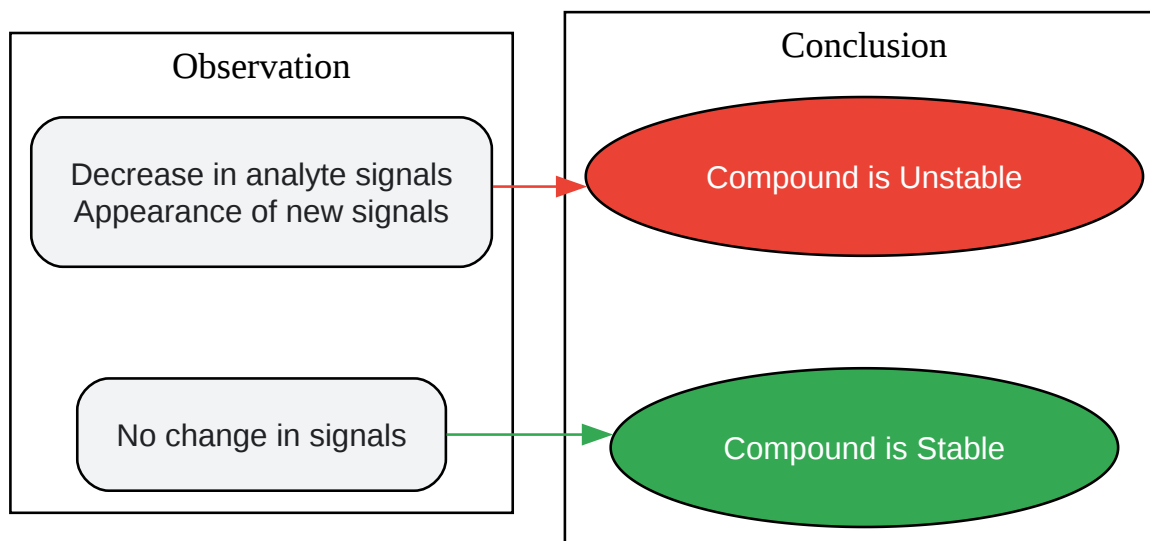 Observation
Decrease in analyte signals
Appearance of new signals
No change in signals
Conclusion
Compound is Unstable
Compound is Stable